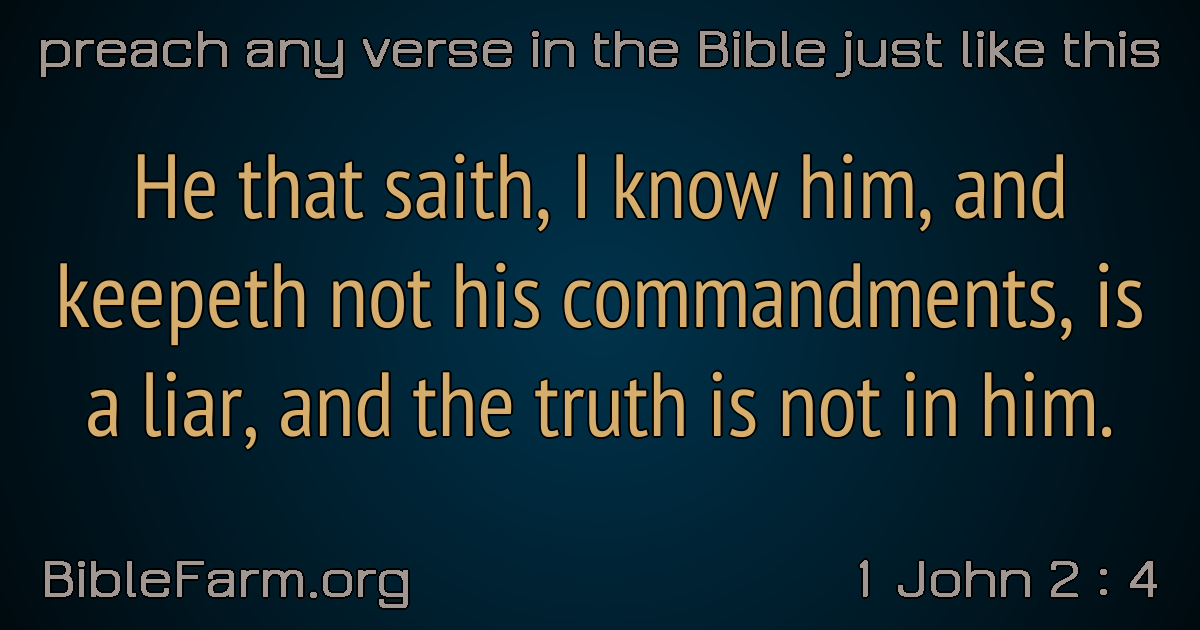 preach any verse in the Bible just like this
He that saith, I know him, and
keepeth not his commandments, is
a liar, and the truth is not in him.
BibleFarm.org
1 John 2 : 4